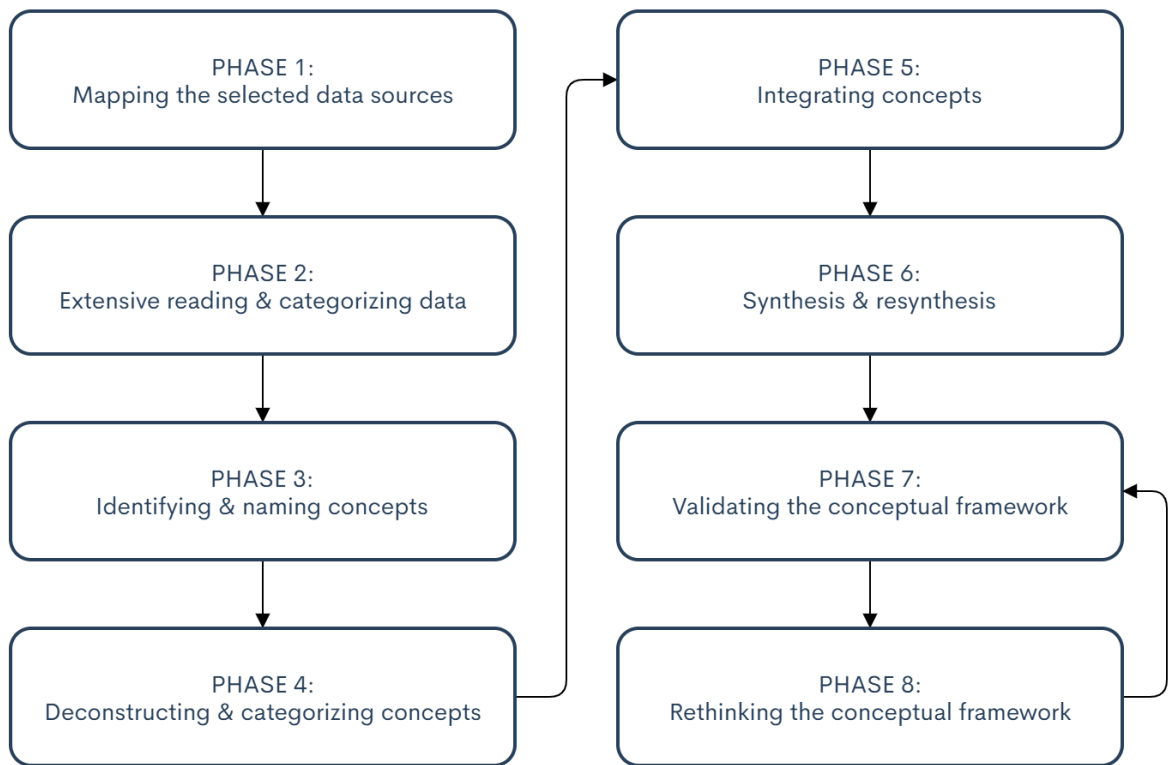 PHASE 1:
Mapping the selected data sources
PHASE 2:
Extensive reading & categorizing data
PHASE 3:
Identifying & naming concepts
PHASE 4:
Deconstructing & categorizing concepts
PHASE 5:
Integrating concepts
PHASE 6:
Synthesis & resynthesis
PHASE 7:
Validating the conceptual framework
PHASE 8:
Rethinking the conceptual framework